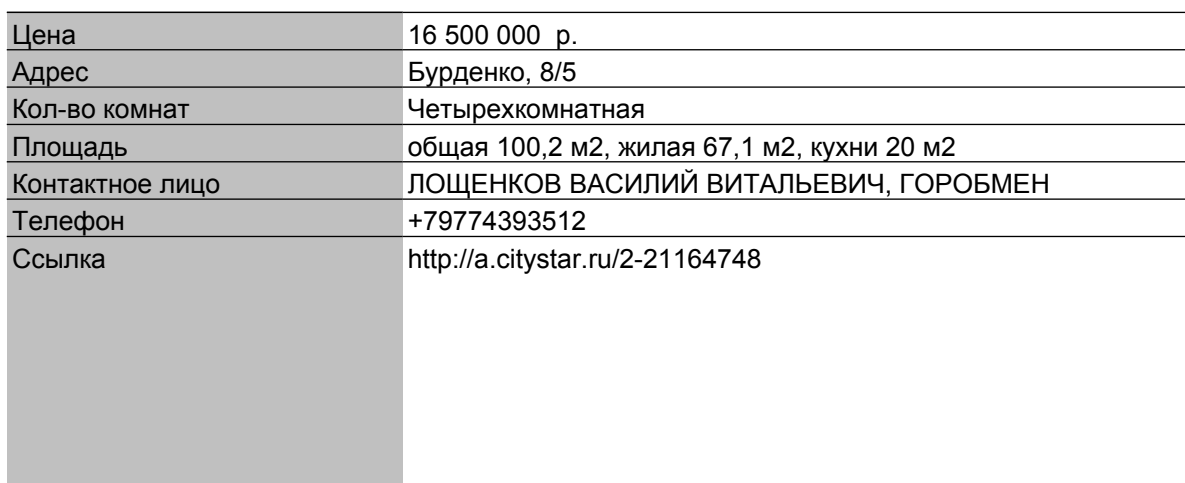 Цена 16 500 000 р.
Адрес Бурденко, 8/5
Кол-во комнат Четырехкомнатная
Площадь общая 100,2 м2, жилая 67,1 м2, кухни 20 м2
Контактное лицо ЛОЩЕНКОВ ВАСИЛИЙ ВИТАЛЬЕВИЧ, ГОРОБМЕН
Телефон +79774393512
Ссылка http://a.citystar.ru/2-21164748